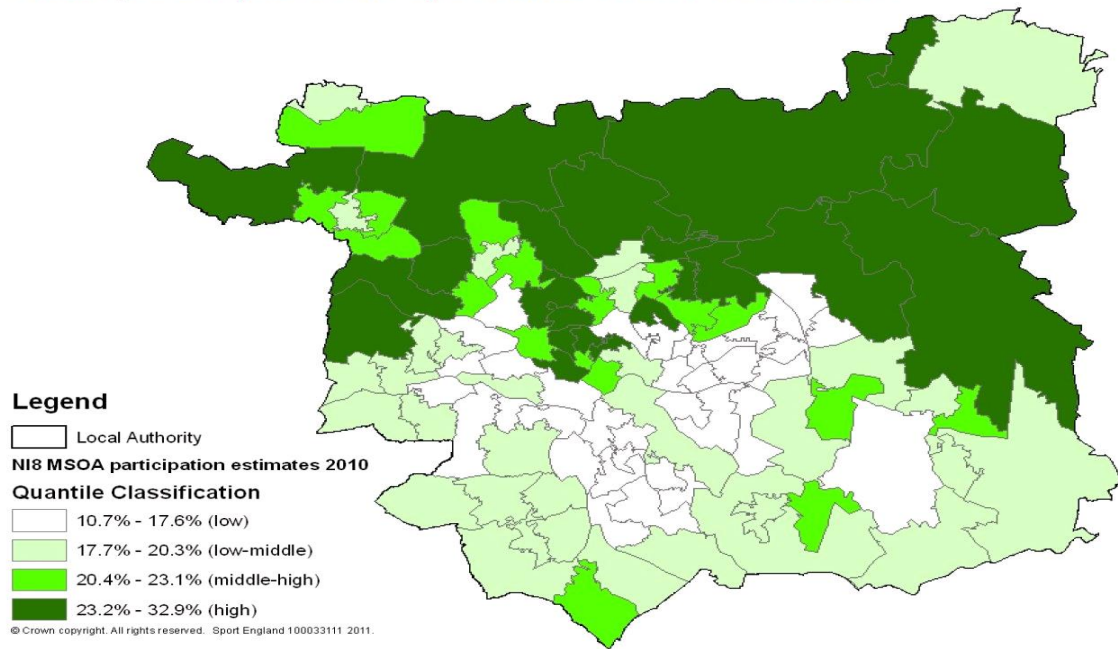 Legend
Local Authority
NI8 MSOA participation estimates 2010
Quantile Classification
10.7% - 17.6% (low)
17.7% - 20.3% (low-middle)
20.4% - 23.1% (middle-high)
23.2% - 32.9% (high)
© Crown copyright. All rights reserved. Sport England 100033111 2011.